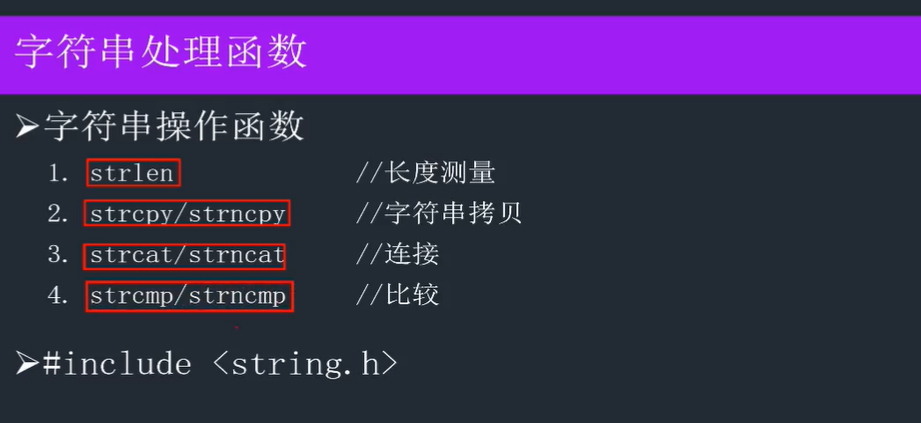 字符串处理函数
➢字符串操作函数
1. strlen //长度测量
2. strcpy/strncpy //字符串拷贝
3. strcat/strncat //连接
4. strcmp/strncmp //比较
➢#include <string.h>